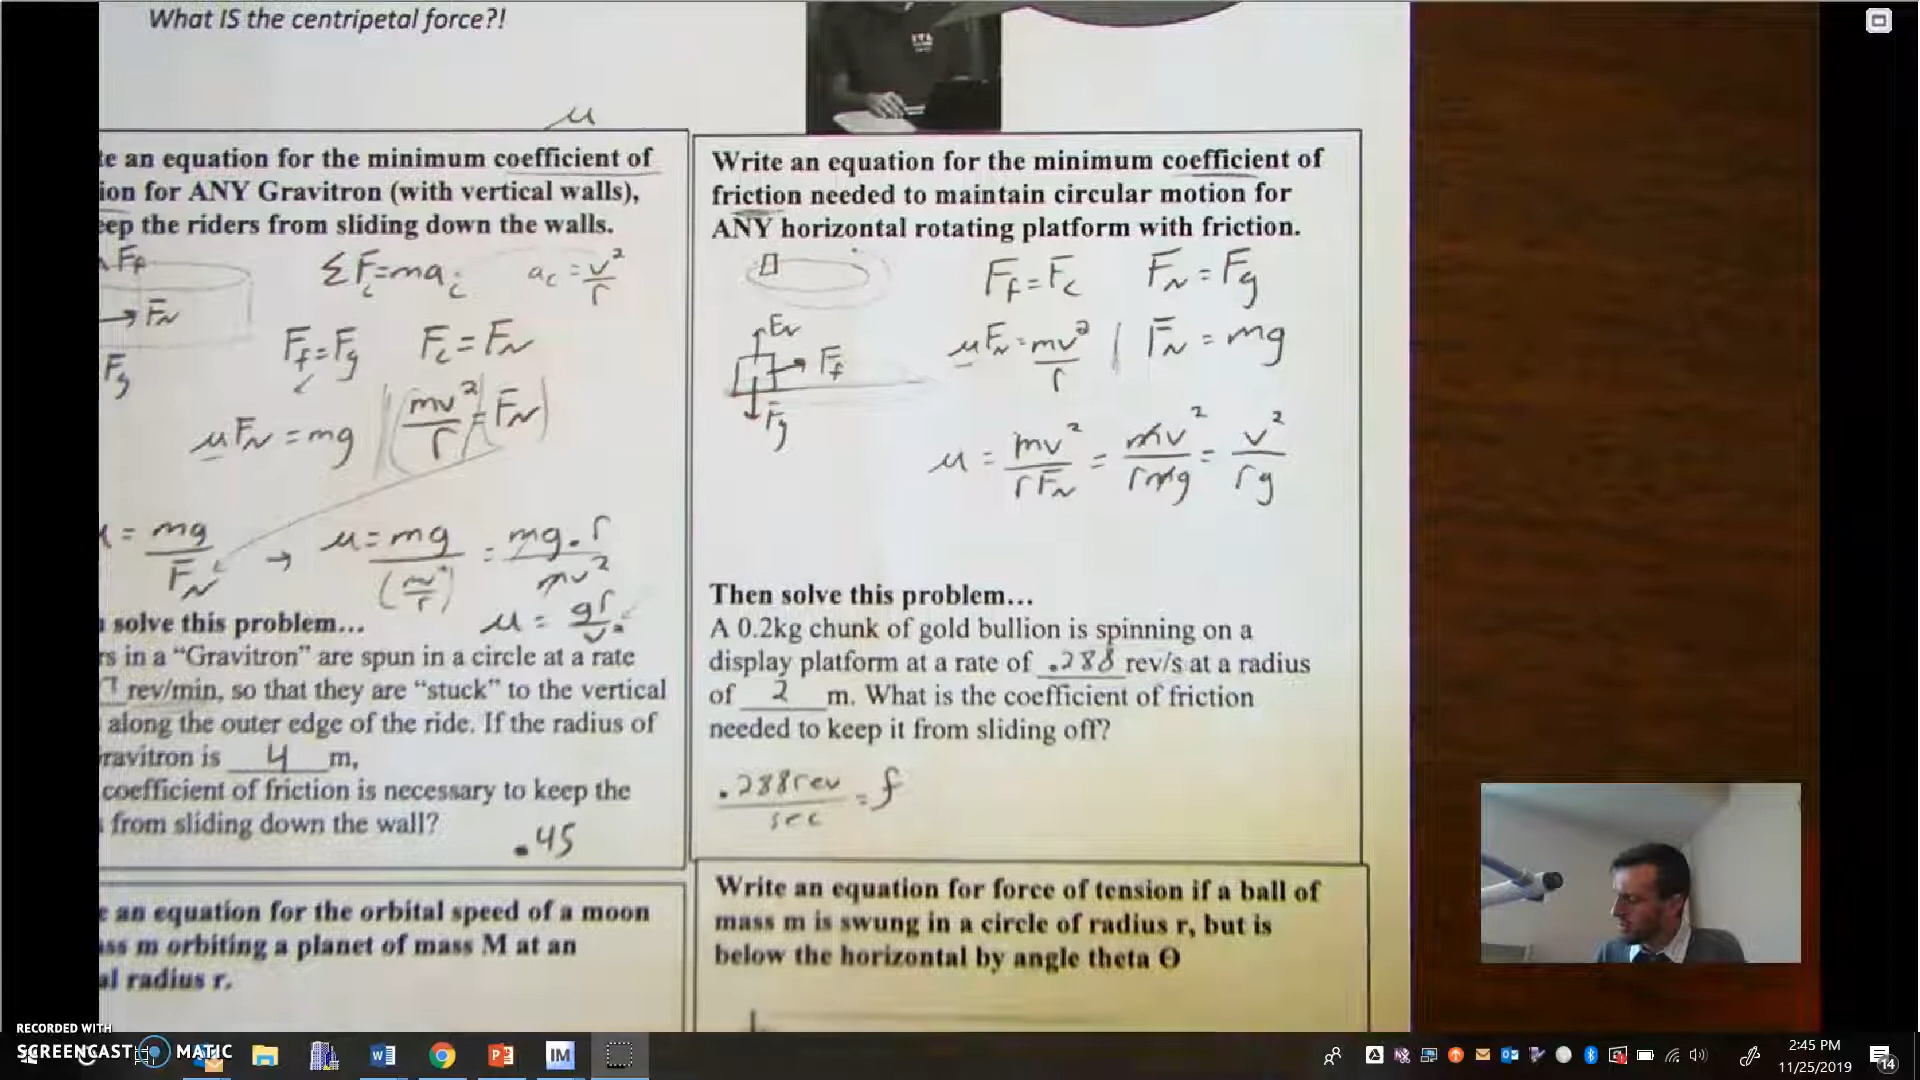 What IS the centripetal force?!
μ
te an equation for the minimum coefficient of
ion for ANY Gravitron (with vertical walls),
eep the riders from sliding down the walls.
Ff
FN
Fg
ΣFc=mac
ac = v²/r
Ff=Fg
Fc=FN
μFN=mg | (mv²/r = FN)
μ = mg/FN → μ = mg/(mv²/r) = mg·r/mv²
μ = gr/v²
solve this problem...
rs in a “Gravitron” are spun in a circle at a rate
rev/min, so that they are “stuck” to the vertical
along the outer edge of the ride. If the radius of
ravitron is 4 m,
coefficient of friction is necessary to keep the
from sliding down the wall?
.45
e an equation for the orbital speed of a moon
ss m orbiting a planet of mass M at an
al radius r.
Write an equation for the minimum coefficient of
friction needed to maintain circular motion for
ANY horizontal rotating platform with friction.
Ff=Fc
FN=Fg
FN
Ff
Fg
μFN=mv²/r | FN=mg
μ = mv²/rFN = mv²/rmg = v²/rg
Then solve this problem...
A 0.2kg chunk of gold bullion is spinning on a
display platform at a rate of .288 rev/s at a radius
of 2 m. What is the coefficient of friction
needed to keep it from sliding off?
.288rev/sec = f
Write an equation for force of tension if a ball of
mass m is swung in a circle of radius r, but is
below the horizontal by angle theta Θ
RECORDED WITH
SCREENCAST MATIC
2:45 PM
11/25/2019
14